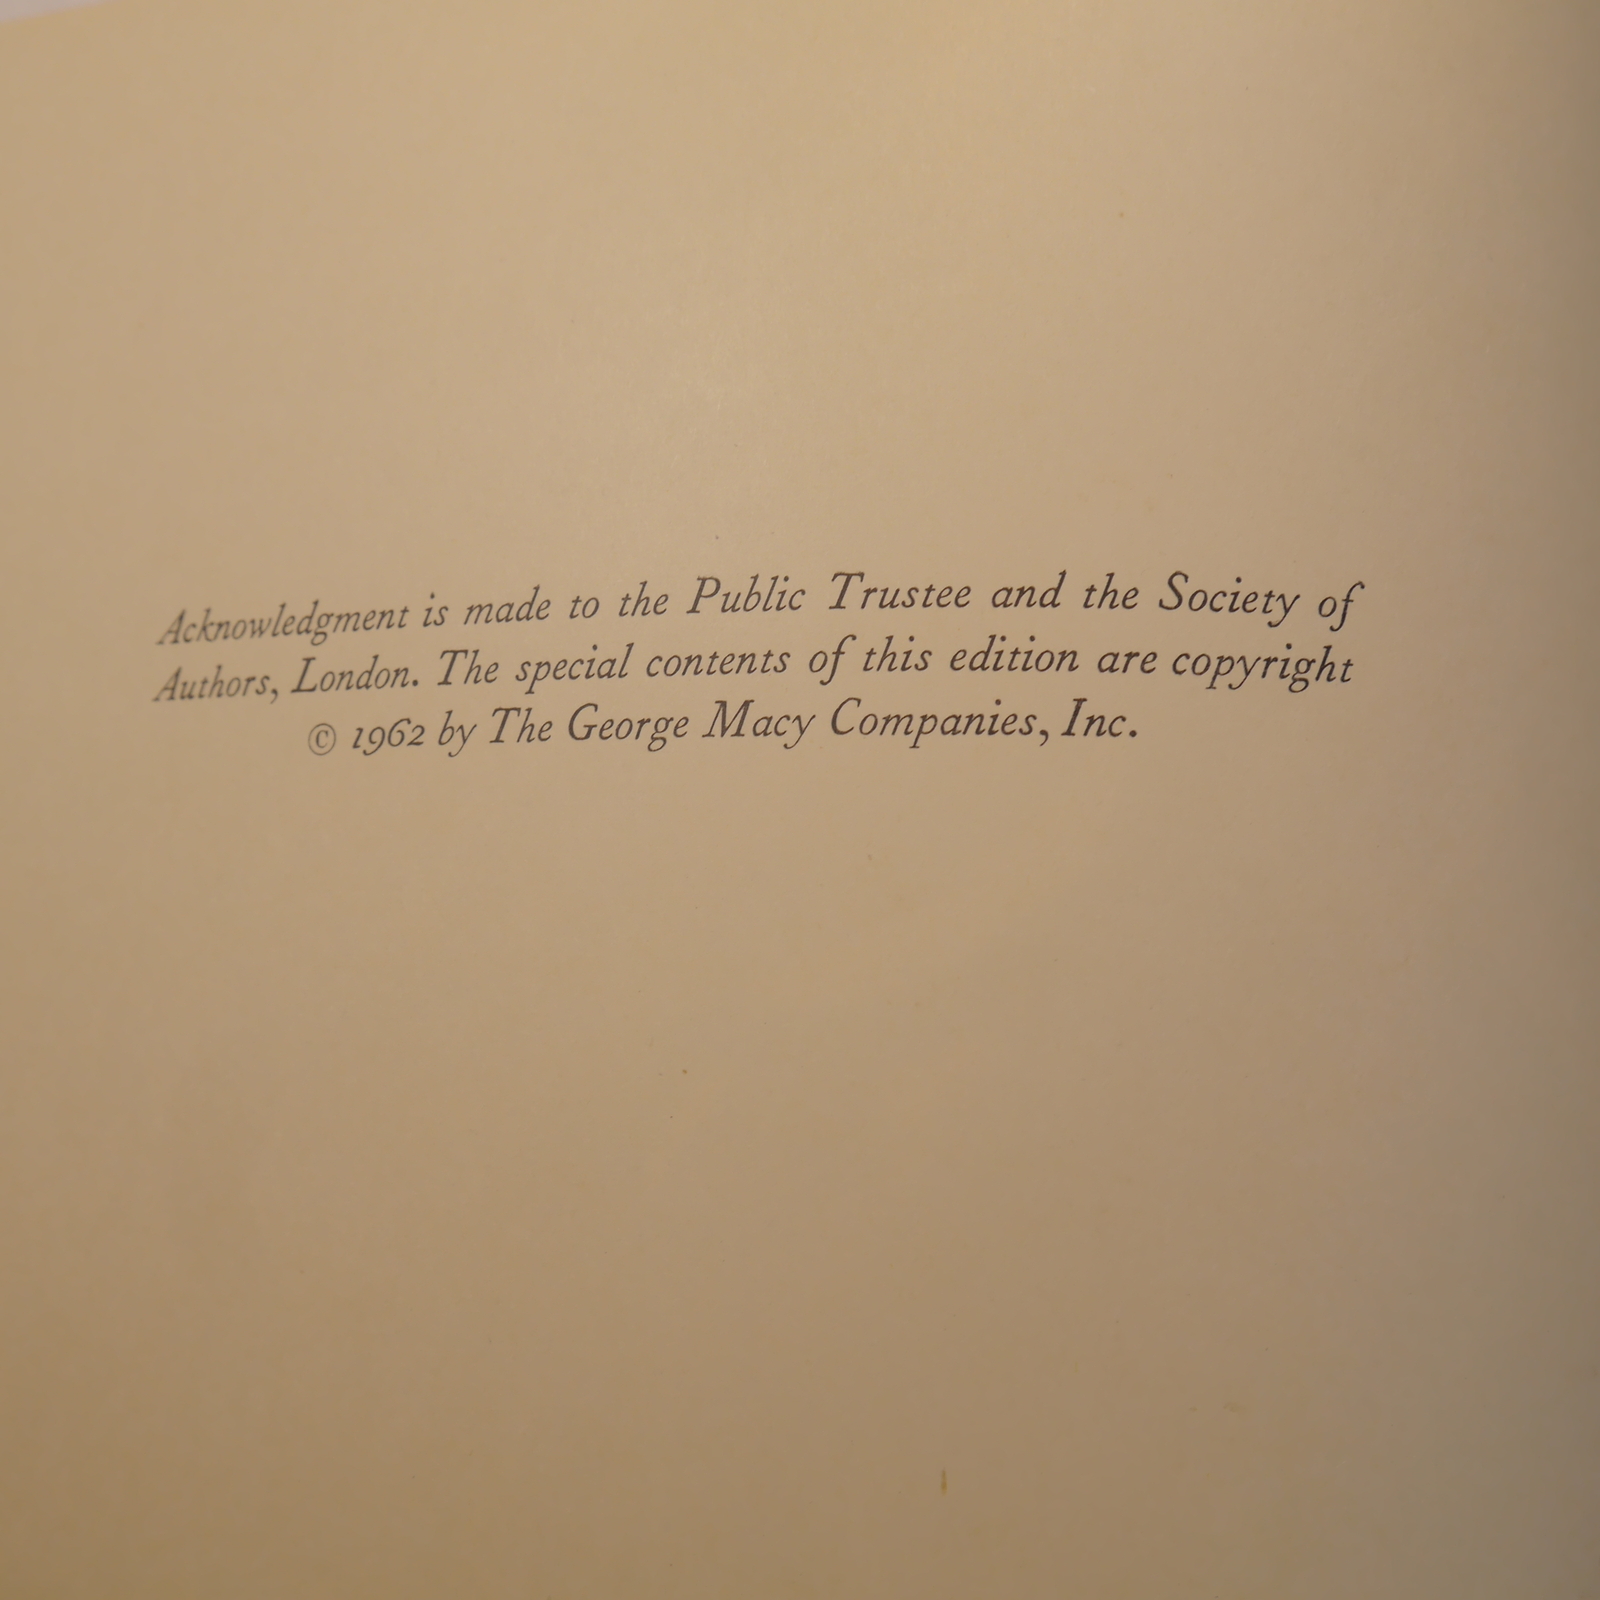 Acknowledgment is made to the Public Trustee and the Society of
Authors, London. The special contents of this edition are copyright
© 1962 by The George Macy Companies, Inc.